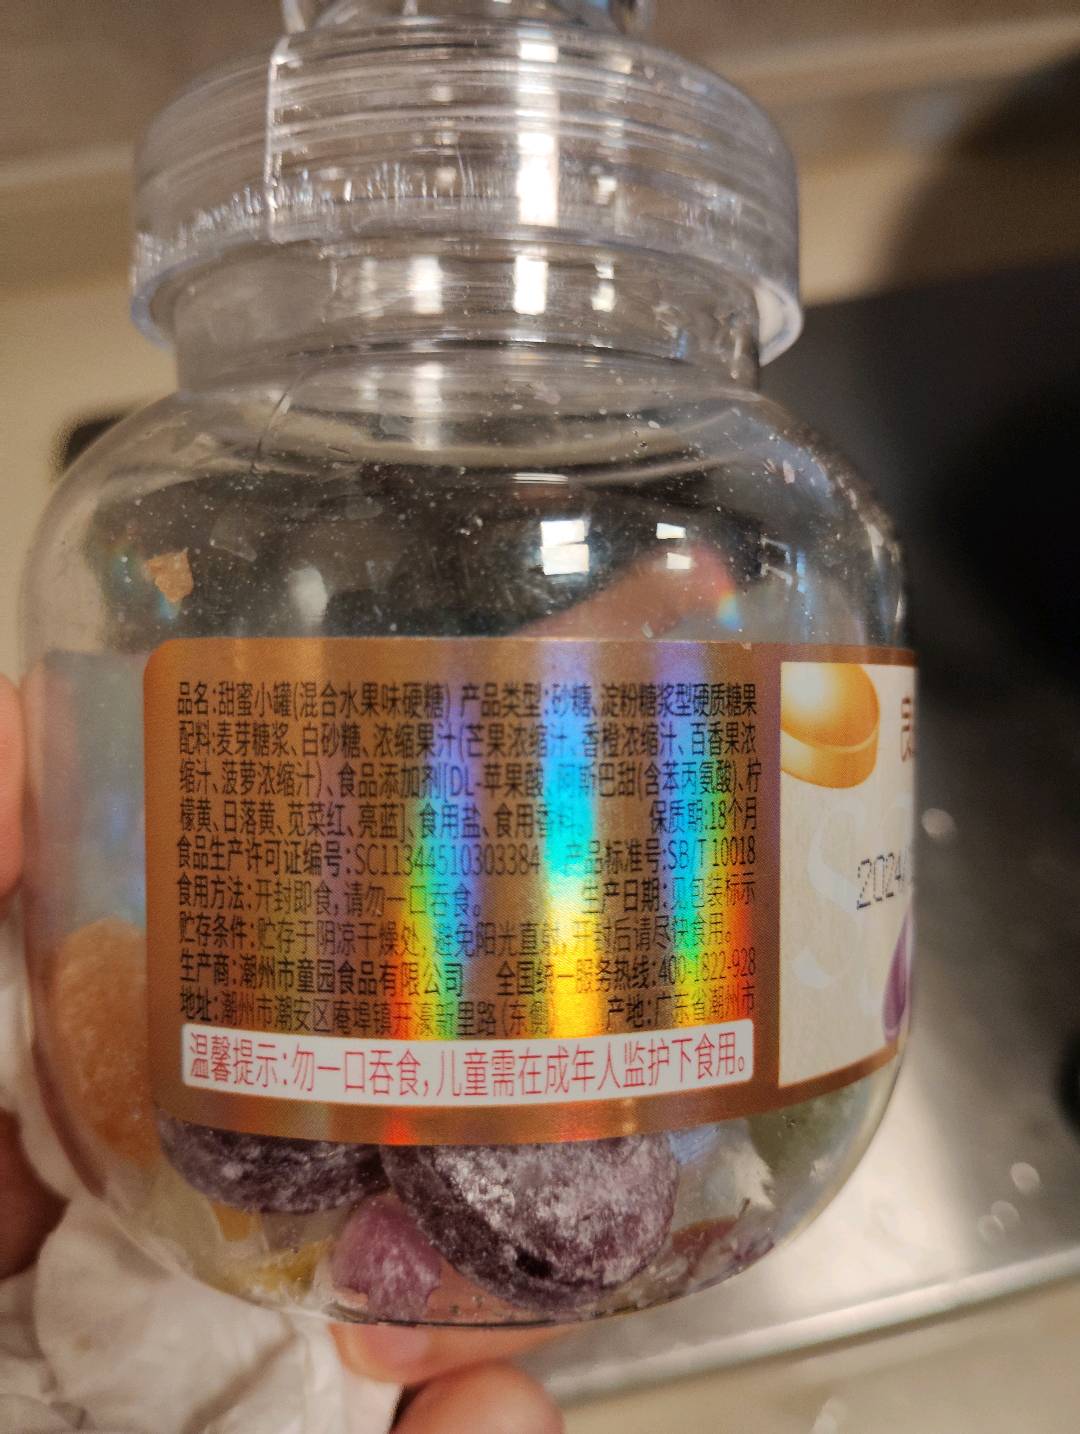 品名:甜蜜小罐(混合水果味硬糖) 产品类型:砂糖、淀粉糖浆型硬质糖果
配料:麦芽糖浆、白砂糖、浓缩果汁(芒果浓缩汁、香橙浓缩汁、百香果浓
缩汁、菠萝浓缩汁)、食品添加剂[DL-苹果酸、阿斯巴甜(含苯丙氨酸)、柠
檬黄、日落黄、苋菜红、亮蓝]、食用盐、食用香料。 保质期:18个月
食品生产许可证编号:SC11344510303384 产品标准号:SB/T10018
食用方法:开封即食,请勿一口吞食。 生产日期:见包装标示
贮存条件:贮存于阴凉干燥处,避免阳光直射,开封后请尽快食用。
生产商:潮州市童园食品有限公司 全国统一服务热线:400-1822-928
地址:潮州市潮安区庵埠镇开濠新里路(东 产地:广东省潮州市
温馨提示:勿一口吞食,儿童需在成年人监护下食用。
2024/